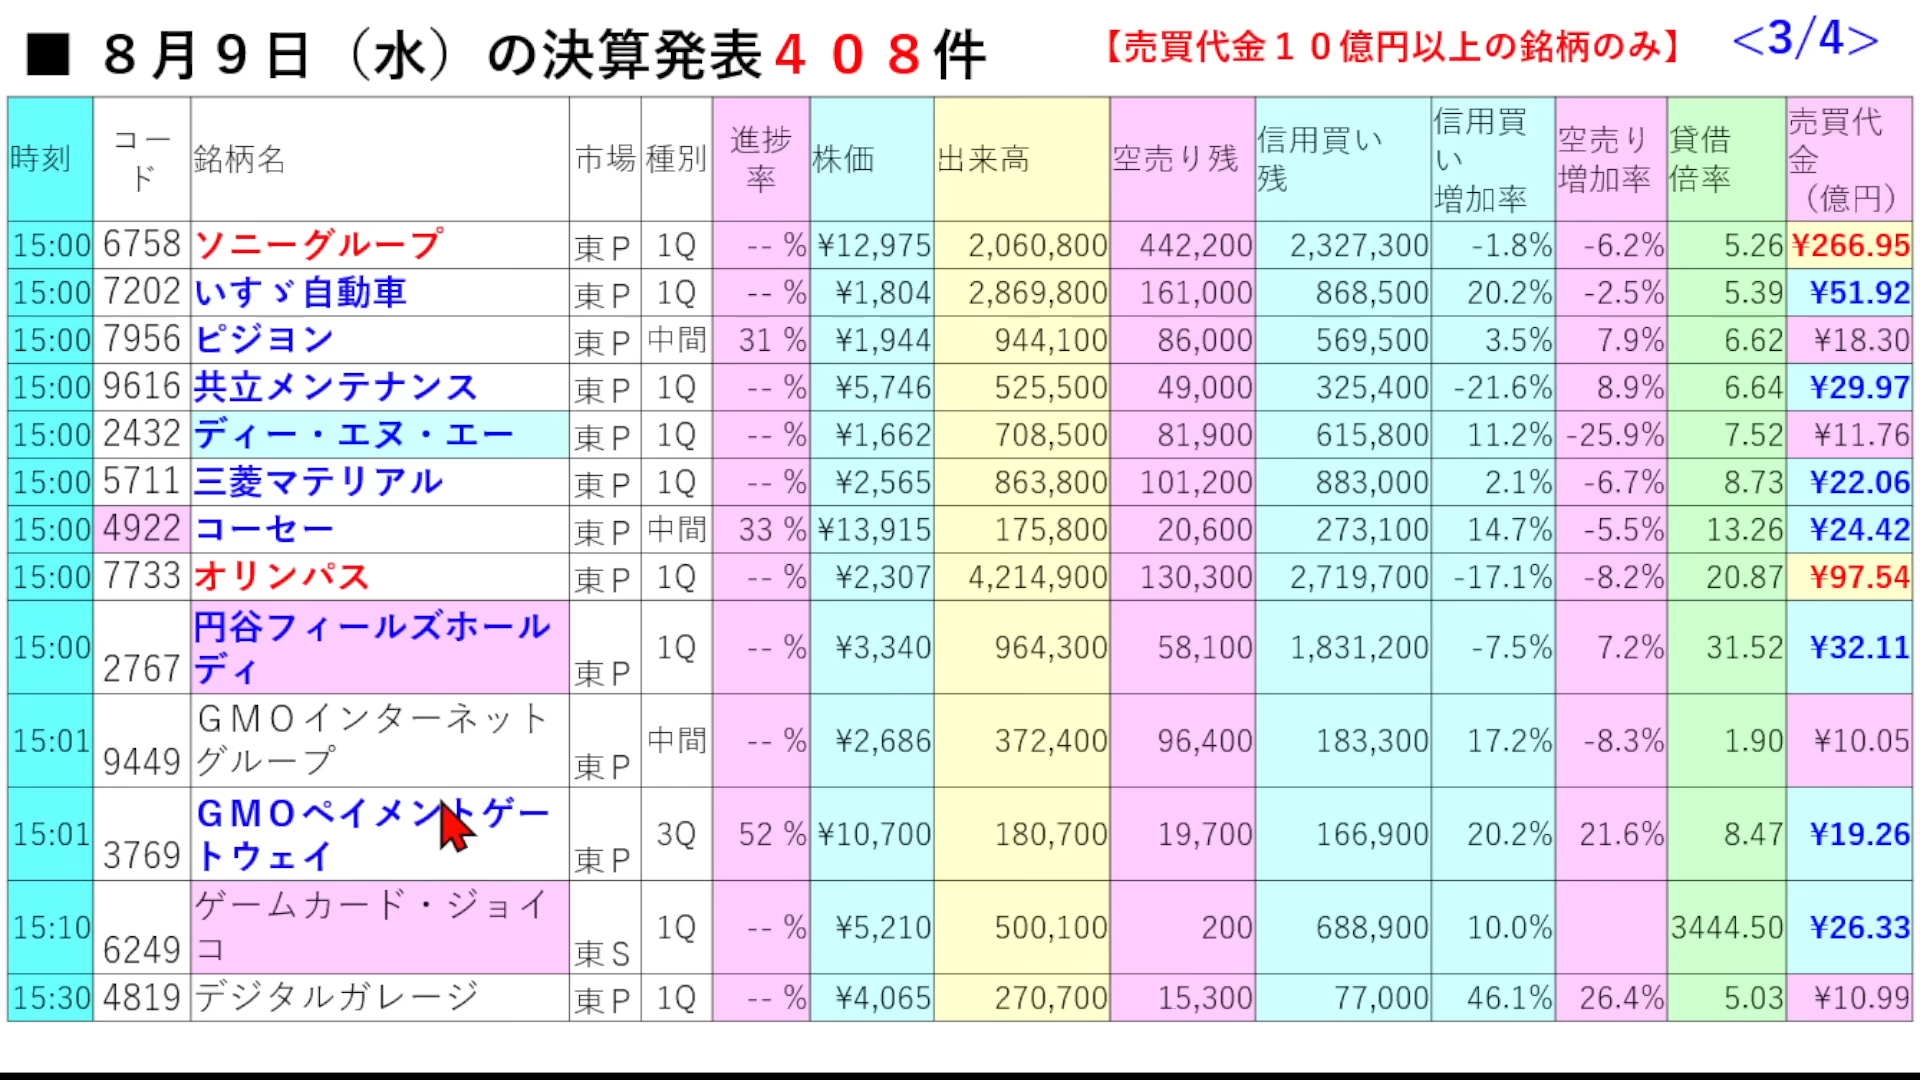 ■ ８月９日（水）の決算発表４０８件 【売買代金１０億円以上の銘柄のみ】 <3/4>
時刻 コード 銘柄名 市場 種別 進捗率 株価 出来高 空売り残 信用買い残 信用買い増加率 空売り増加率 貸借倍率 売買代金（億円）
15:00 6758 ソニーグループ 東Ｐ 1Q -- % ¥12,975 2,060,800 442,200 2,327,300 -1.8% -6.2% 5.26 ¥266.95
15:00 7202 いすゞ自動車 東Ｐ 1Q -- % ¥1,804 2,869,800 161,000 868,500 20.2% -2.5% 5.39 ¥51.92
15:00 7956 ピジョン 東Ｐ 中間 31 % ¥1,944 944,100 86,000 569,500 3.5% 7.9% 6.62 ¥18.30
15:00 9616 共立メンテナンス 東Ｐ 1Q -- % ¥5,746 525,500 49,000 325,400 -21.6% 8.9% 6.64 ¥29.97
15:00 2432 ディー・エヌ・エー 東Ｐ 1Q -- % ¥1,662 708,500 81,900 615,800 11.2% -25.9% 7.52 ¥11.76
15:00 5711 三菱マテリアル 東Ｐ 1Q -- % ¥2,565 863,800 101,200 883,000 2.1% -6.7% 8.73 ¥22.06
15:00 4922 コーセー 東Ｐ 中間 33 % ¥13,915 175,800 20,600 273,100 14.7% -5.5% 13.26 ¥24.42
15:00 7733 オリンパス 東Ｐ 1Q -- % ¥2,307 4,214,900 130,300 2,719,700 -17.1% -8.2% 20.87 ¥97.54
15:00 2767 円谷フィールズホールディ 東Ｐ 1Q -- % ¥3,340 964,300 58,100 1,831,200 -7.5% 7.2% 31.52 ¥32.11
15:01 9449 ＧＭＯインターネットグループ 東Ｐ 中間 -- % ¥2,686 372,400 96,400 183,300 17.2% -8.3% 1.90 ¥10.05
15:01 3769 ＧＭＯペイメントゲートウェイ 東Ｐ 3Q 52 % ¥10,700 180,700 19,700 166,900 20.2% 21.6% 8.47 ¥19.26
15:10 6249 ゲームカード・ジョイコ 東Ｓ 1Q -- % ¥5,210 500,100 200 688,900 10.0% 3444.50 ¥26.33
15:30 4819 デジタルガレージ 東Ｐ 1Q -- % ¥4,065 270,700 15,300 77,000 46.1% 26.4% 5.03 ¥10.99